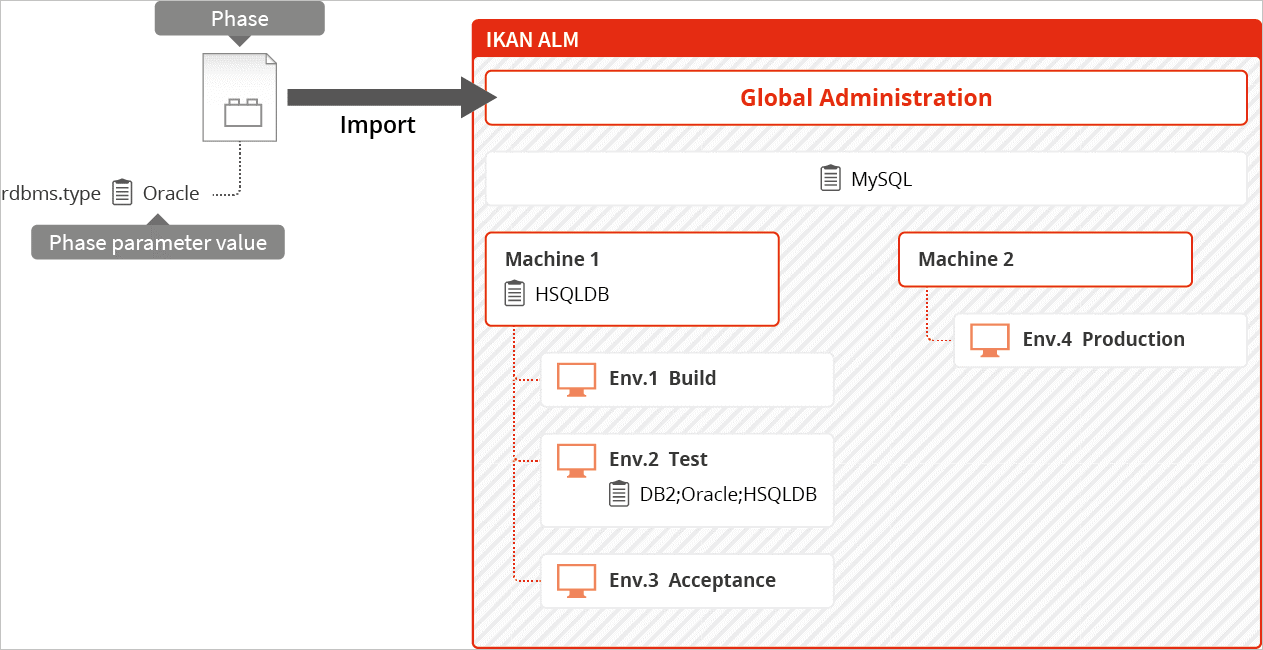 Phase
Import
rdbms.type Oracle
Phase parameter value
IKAN ALM
Global Administration
MySQL
Machine 1
HSQLDB
Env.1 Build
Env.2 Test
DB2;Oracle;HSQLDB
Env.3 Acceptance
Machine 2
Env.4 Production